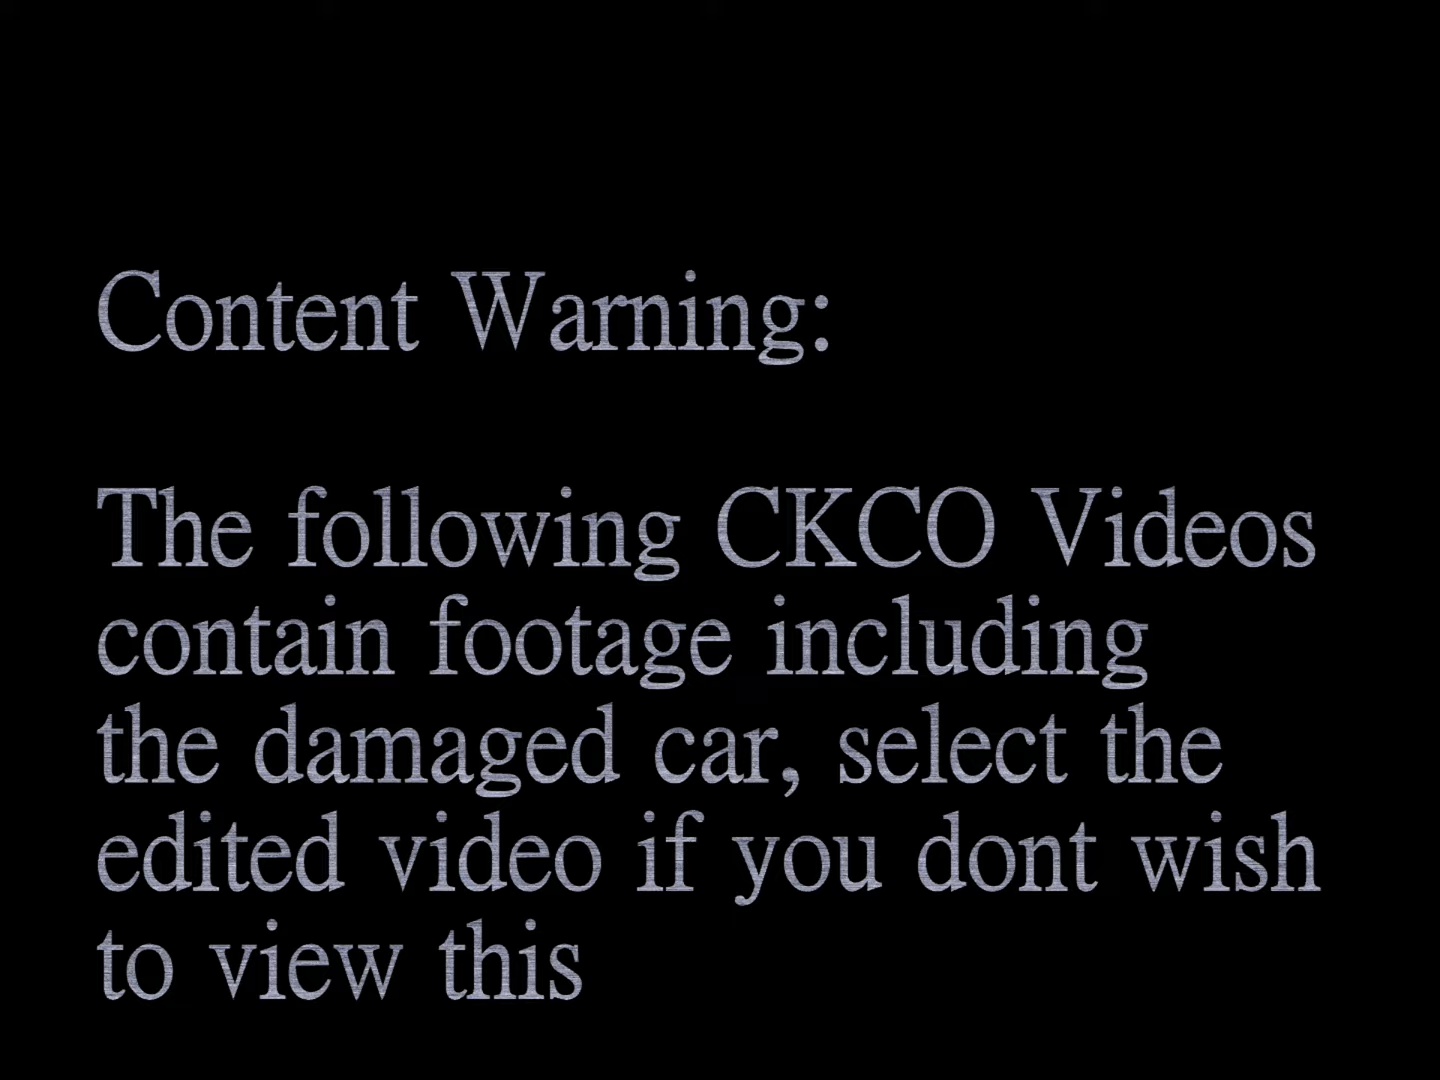 Content Warning:
The following CKCO Videos
contain footage including
the damaged car, select the
edited video if you dont wish
to view this